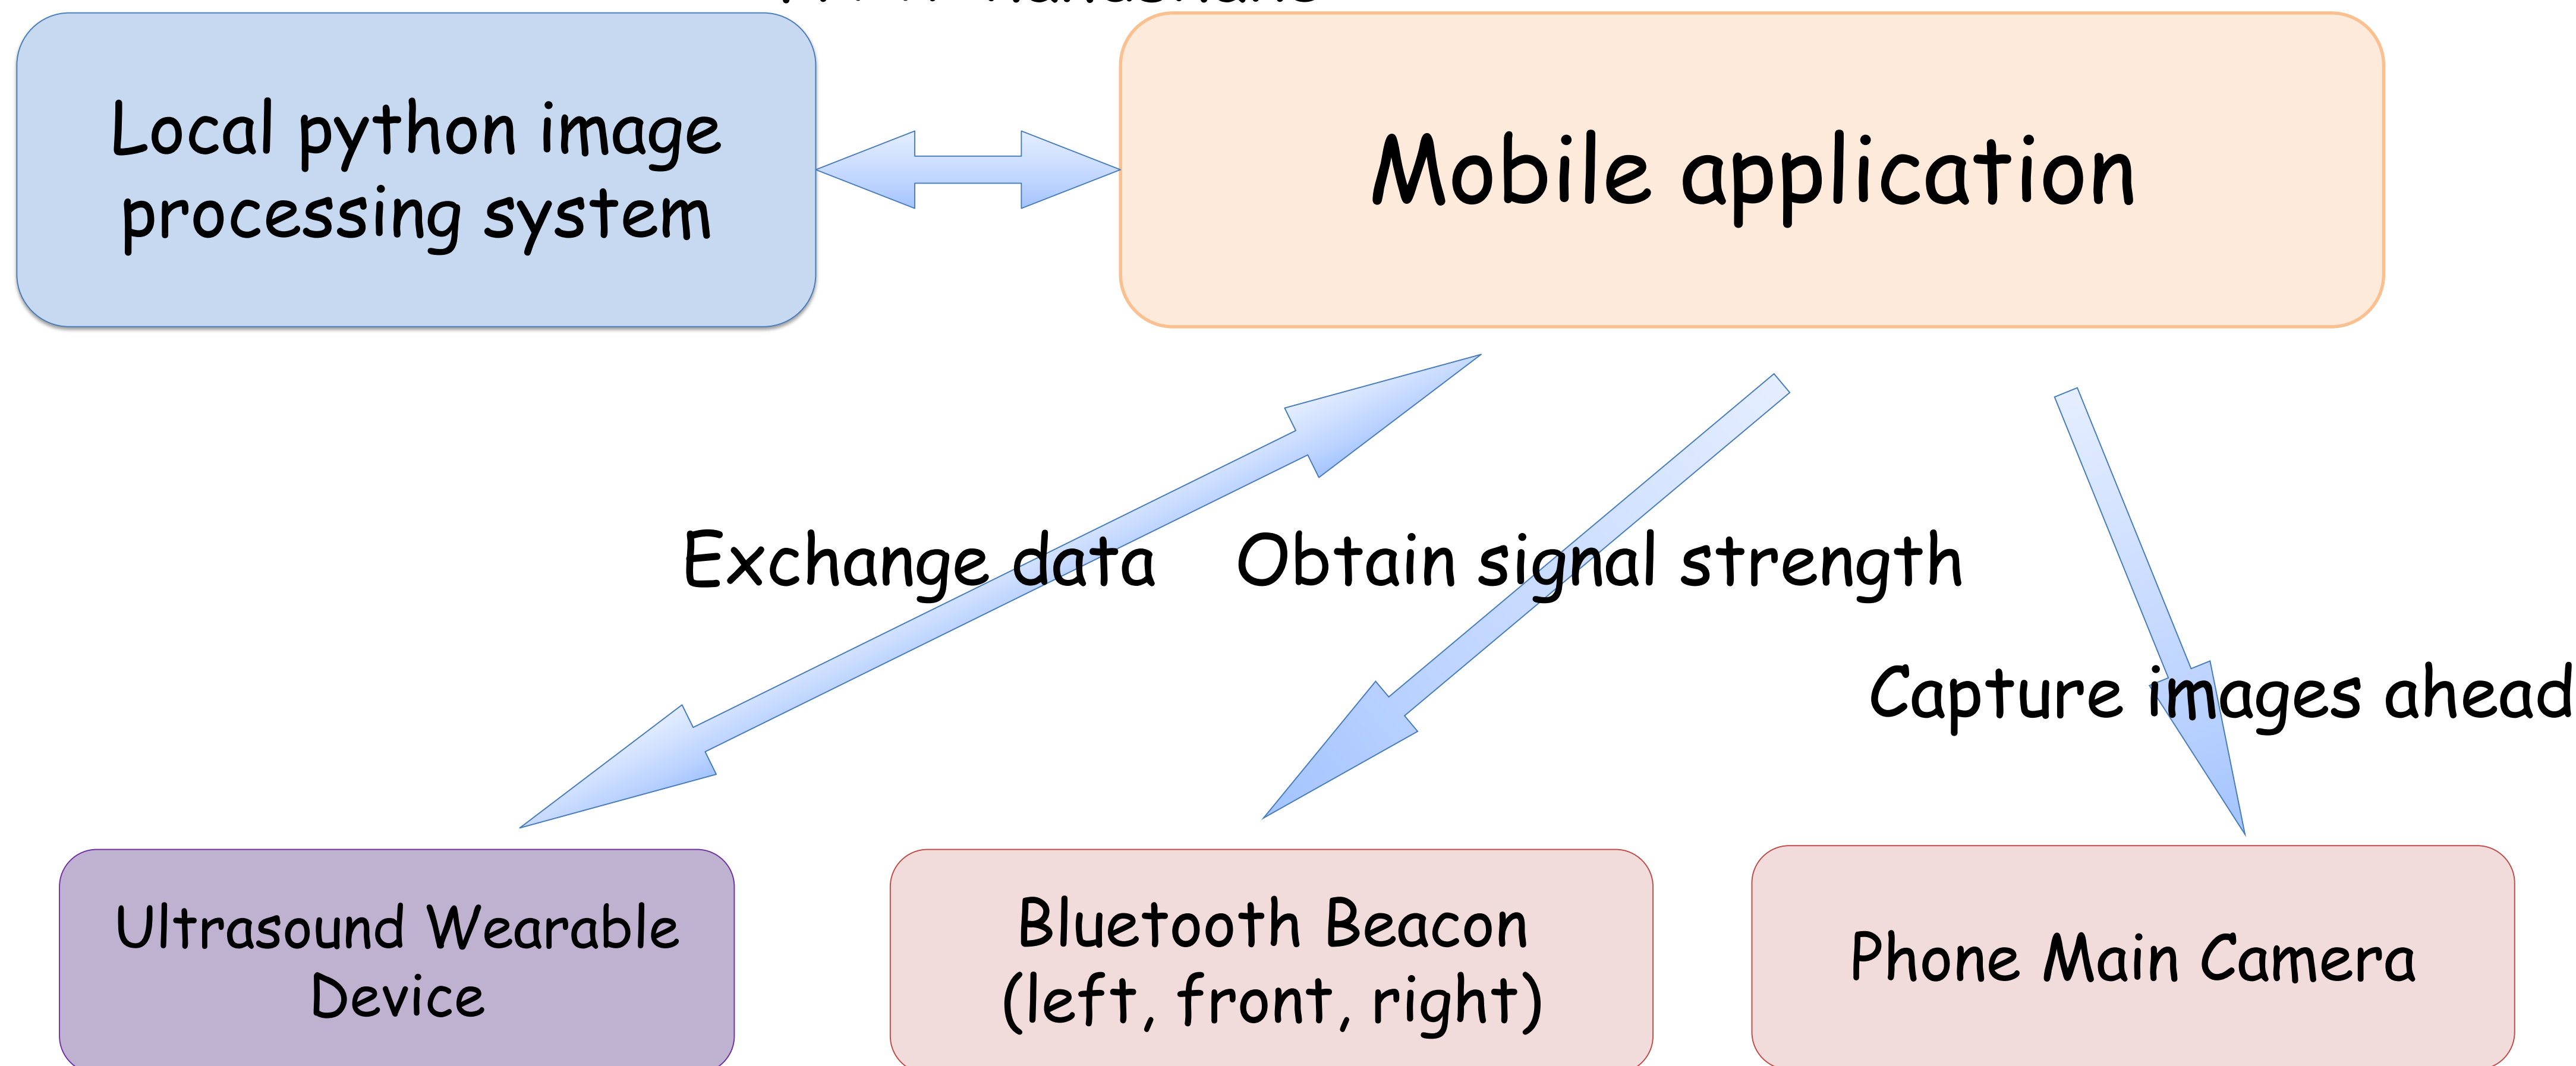 Local python image
processing system
Mobile application
Exchange data
Obtain signal strength
Capture images ahead
Ultrasound Wearable
Device
Bluetooth Beacon
(left, front, right)
Phone Main Camera